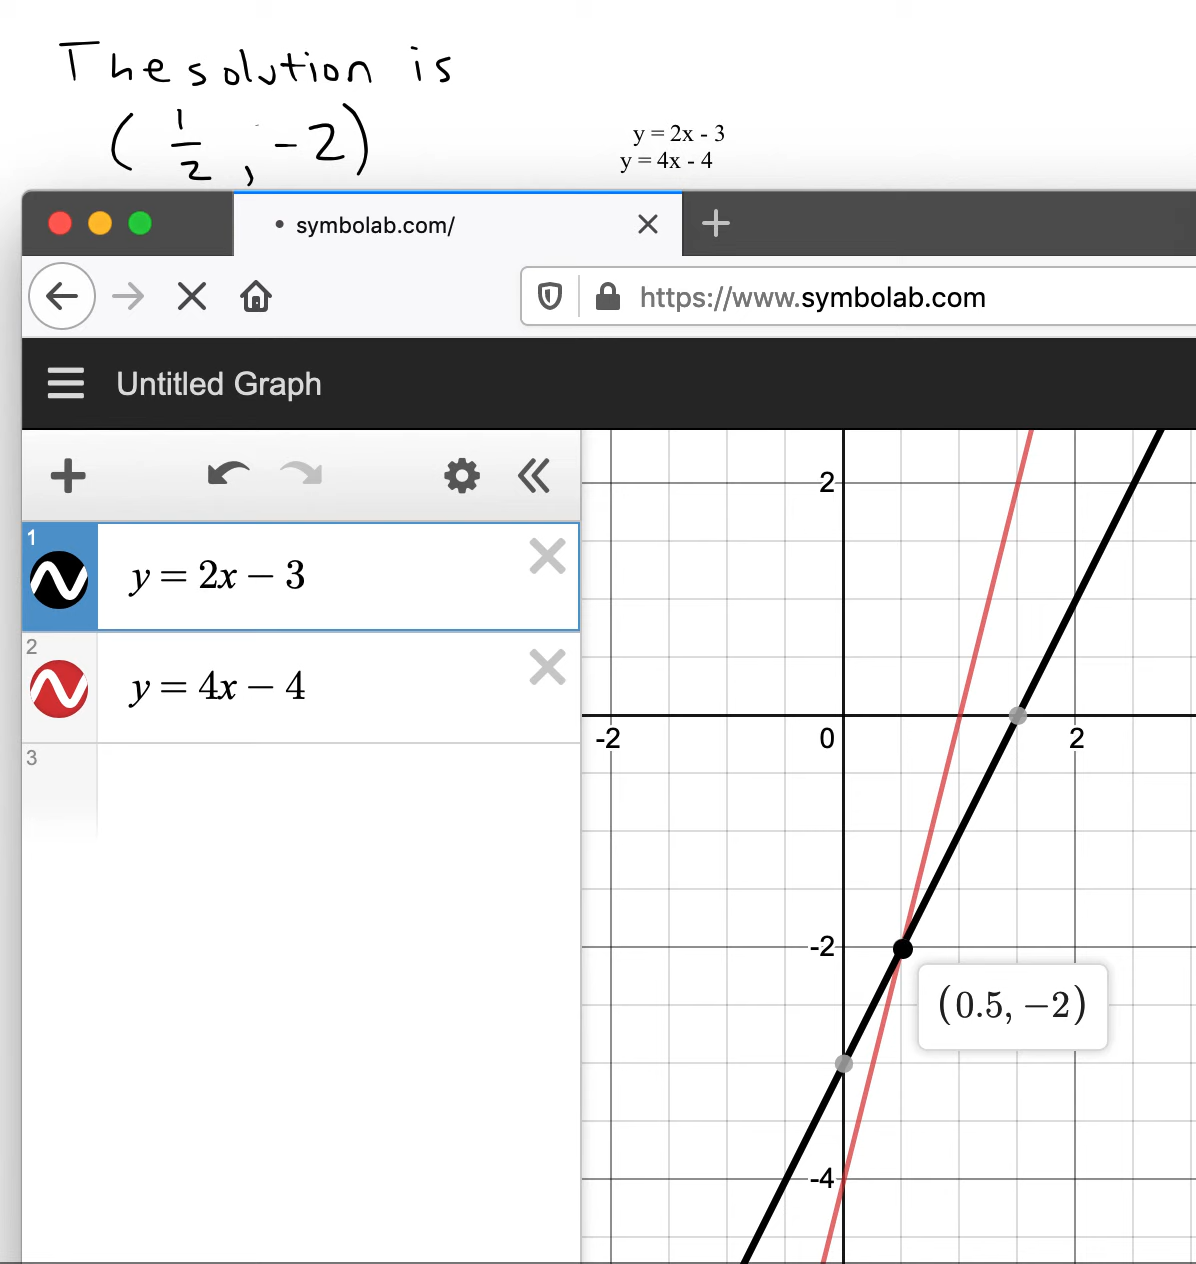 The solution is
( 1/2 , -2)
y = 2x - 3
y = 4x - 4
• symbolab.com/
https://www.symbolab.com
Untitled Graph
1
y = 2x − 3
2
y = 4x − 4
3
2
-2 0 2
-2
(0.5, −2)
-4